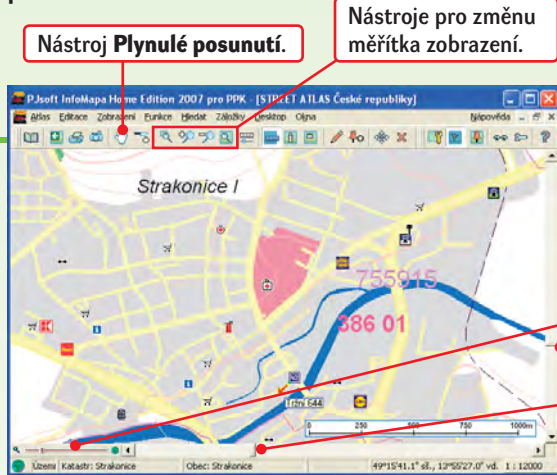 Nástroje pro změnu
měřítka zobrazení.
Nástroj Plynulé posunutí.
PJsoft InfoMapa Home Edition 2007 pro PPK - [STREET ATLAS České republiky]
Atlas Editace Zobrazení Funkce Hledat Záložky Desktop Okna Nápověda
Strakonice I
755915
386 01
Tržní 644
0 250 500 750 1000m
Území Katastr: Strakonice Obec: Strakonice 49°15'41.1" sš., 13°55'27.0" vd. 1 : 12000